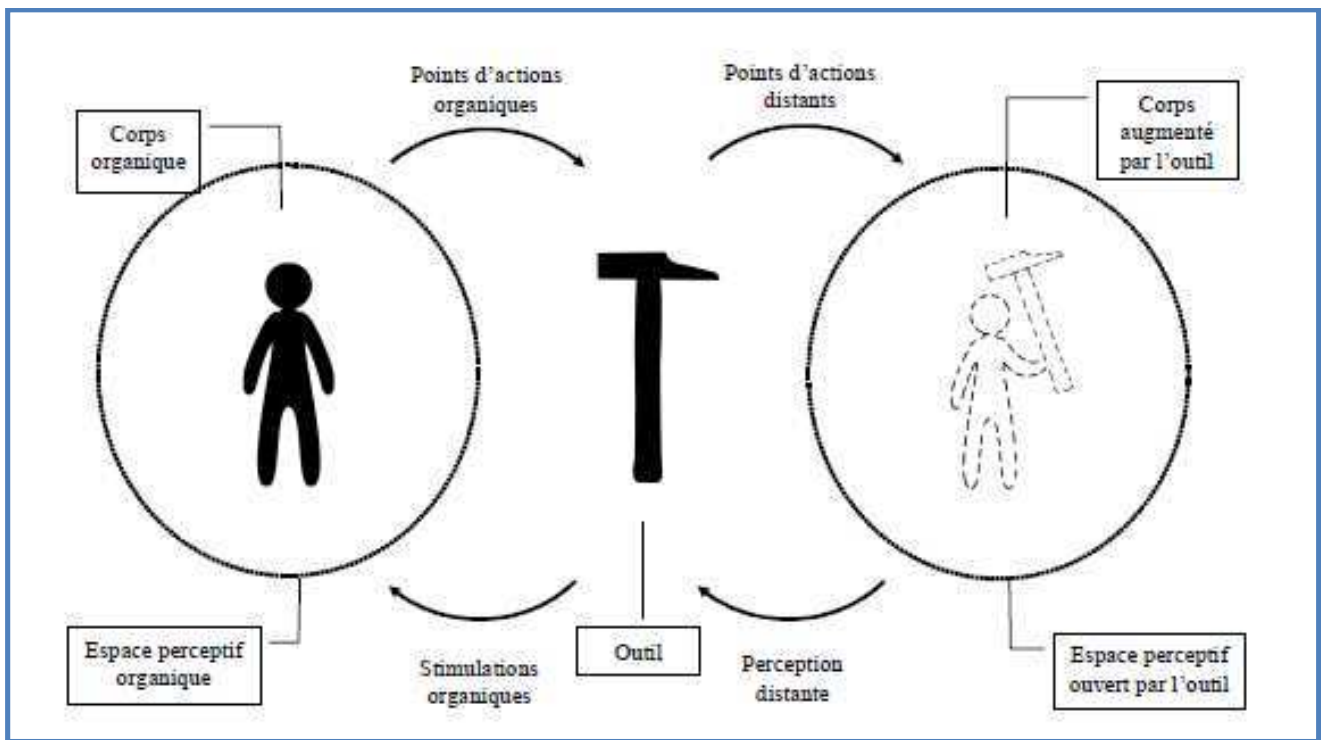 Points d'actions
organiques
Points d'actions
distants
Corps
organique
Corps
augmenté
par l'outil
Espace perceptif
organique
Stimulations
organiques
Outil
Perception
distante
Espace perceptif
ouvert par l'outil